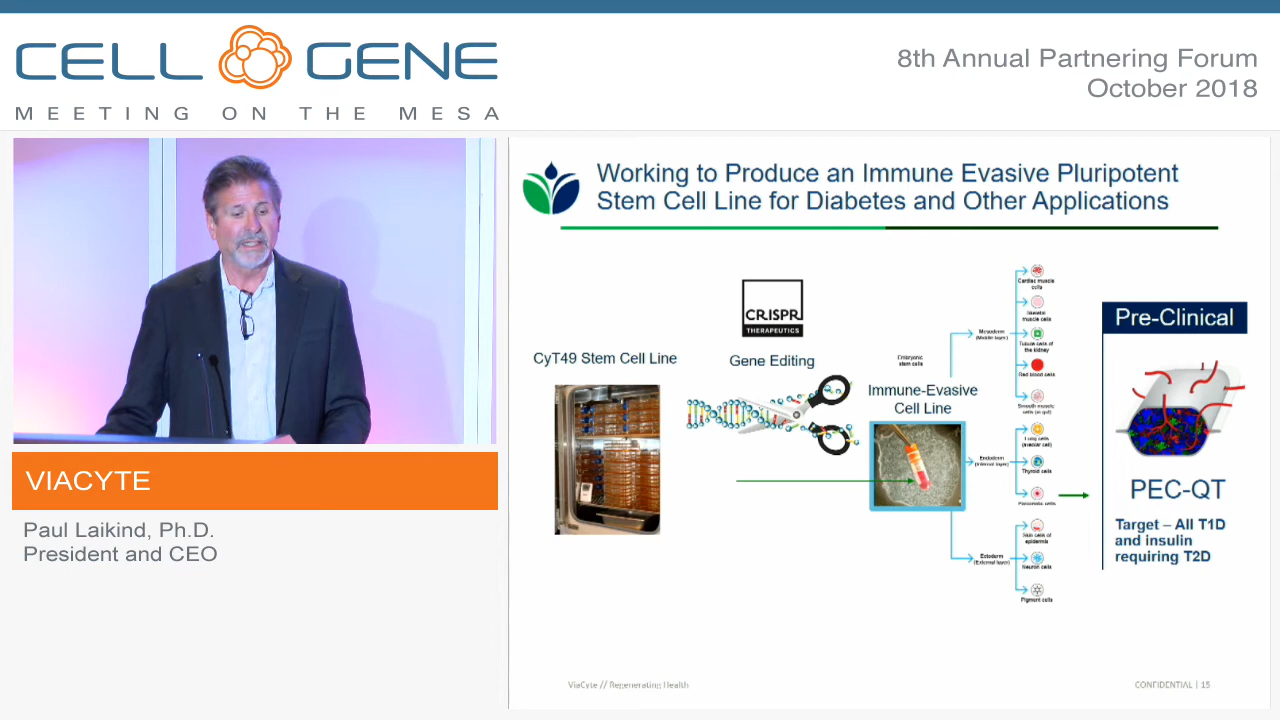 CELL GENE
MEETING ON THE MESA
8th Annual Partnering Forum
October 2018
VIACYTE
Paul Laikind, Ph.D.
President and CEO
Working to Produce an Immune Evasive Pluripotent
Stem Cell Line for Diabetes and Other Applications
CyT49 Stem Cell Line
CRISPR
THERAPEUTICS
Gene Editing
Embryonic
stem cells
Immune-Evasive
Cell Line
Mesoderm
(Middle layer)
Endoderm
(Internal layer)
Ectoderm
(External layer)
Cardiac muscle
cells
Skeletal
muscle cells
Tubule cells of
the kidney
Red blood cells
Smooth muscle
cells (in gut)
Lung cells
(alveolar cell)
Thyroid cells
Pancreatic cells
Skin cells of
epidermis
Neuron cells
Pigment cells
Pre-Clinical
PEC-QT
Target – All T1D
and insulin
requiring T2D
ViaCyte // Regenerating Health
CONFIDENTIAL | 15